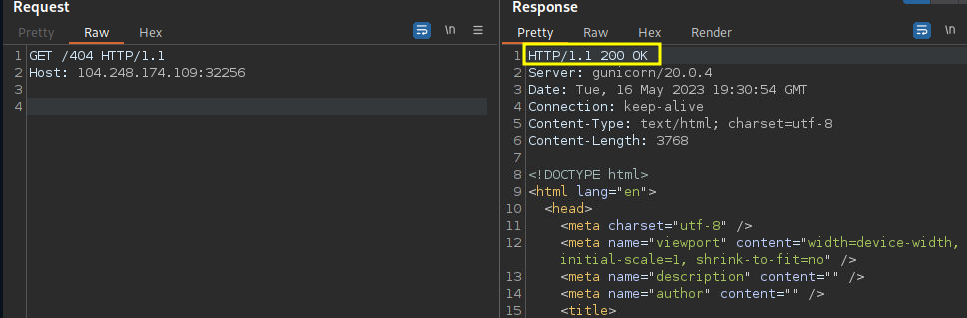 Request
Pretty Raw Hex \n
1 GET /404 HTTP/1.1
2 Host: 104.248.174.109:32256
3
4
Response
Pretty Raw Hex Render \n
1 HTTP/1.1 200 OK
2 Server: gunicorn/20.0.4
3 Date: Tue, 16 May 2023 19:30:54 GMT
4 Connection: keep-alive
5 Content-Type: text/html; charset=utf-8
6 Content-Length: 3768
7
8 <!DOCTYPE html>
9 <html lang="en">
10 <head>
11 <meta charset="utf-8" />
12 <meta name="viewport" content="width=device-width,
initial-scale=1, shrink-to-fit=no" />
13 <meta name="description" content="" />
14 <meta name="author" content="" />
15 <title>